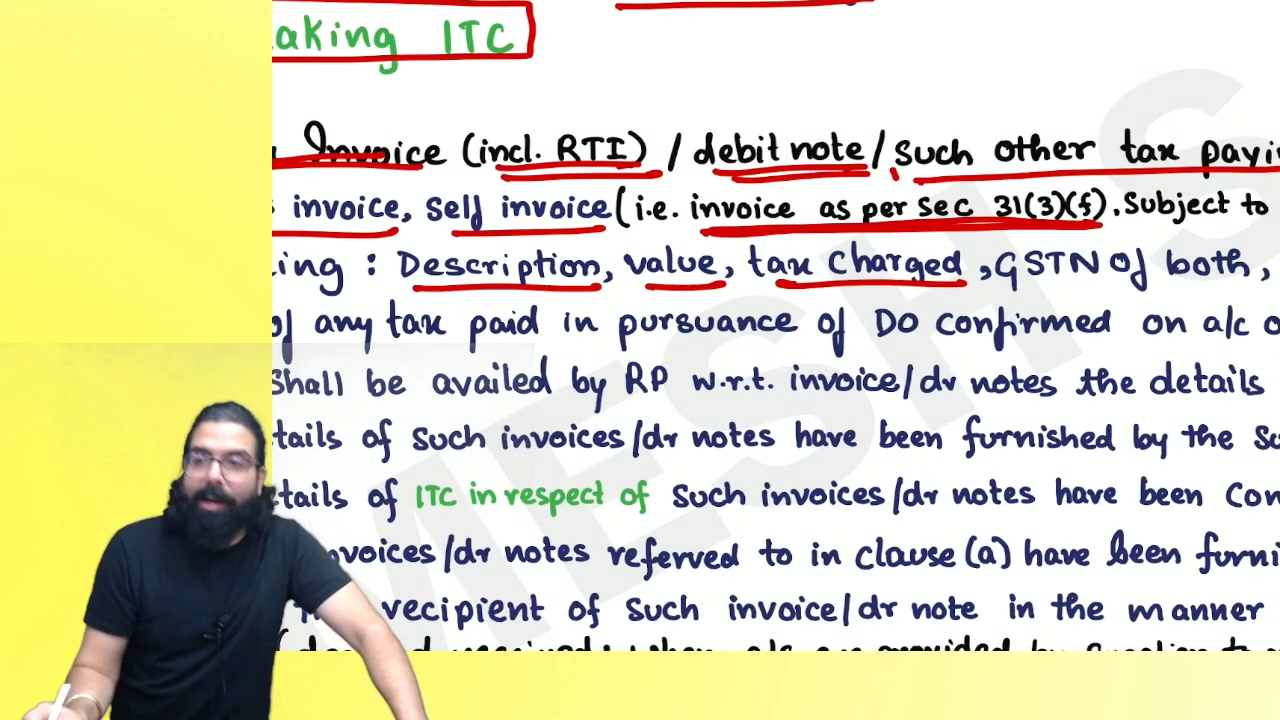 aking ITC
Invoice (incl. RTI) / debit note / such other tax payin
invoice, Self invoice (i.e. invoice as per Sec 31(3)(f). Subject to
ing : Description, value, tax Charged, GSTN Of both,
of any tax paid in pursuance of DO confirmed on a/c o
Shall be availed by RP w.r.t. invoice/dr notes the details
tails of Such invoices/dr notes have been furnished by the Su
tails of ITC in respect of Such invoices/dr notes have been Con
voices/dr notes referred to in clause (a) have been furni
recipient of Such invoice/dr note in the manner
MESH S